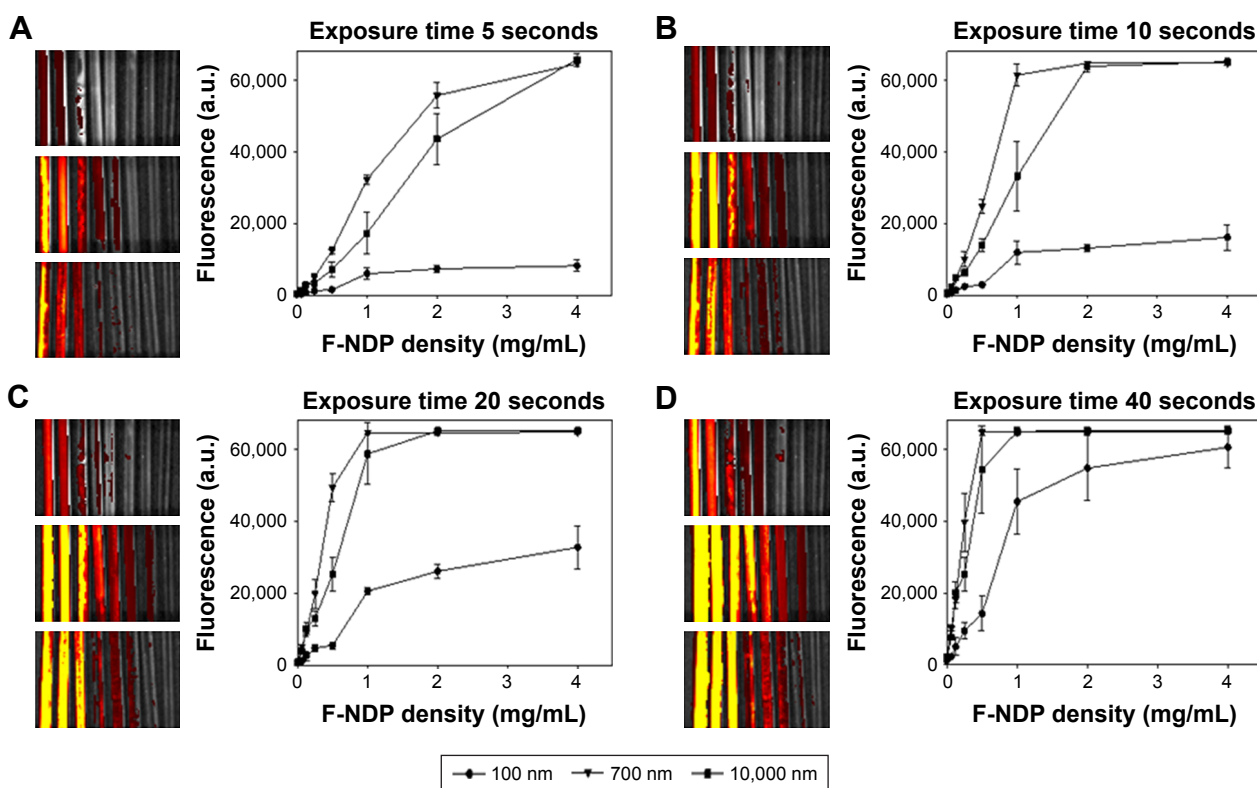 A
Exposure time 5 seconds
Fluorescence (a.u.)
60,000
40,000
20,000
0
0 1 2 3 4
F-NDP density (mg/mL)
B
Exposure time 10 seconds
Fluorescence (a.u.)
60,000
40,000
20,000
0
0 1 2 3 4
F-NDP density (mg/mL)
C
Exposure time 20 seconds
Fluorescence (a.u.)
60,000
40,000
20,000
0
0 1 2 3 4
F-NDP density (mg/mL)
D
Exposure time 40 seconds
Fluorescence (a.u.)
60,000
40,000
20,000
0
0 1 2 3 4
F-NDP density (mg/mL)
100 nm 700 nm 10,000 nm